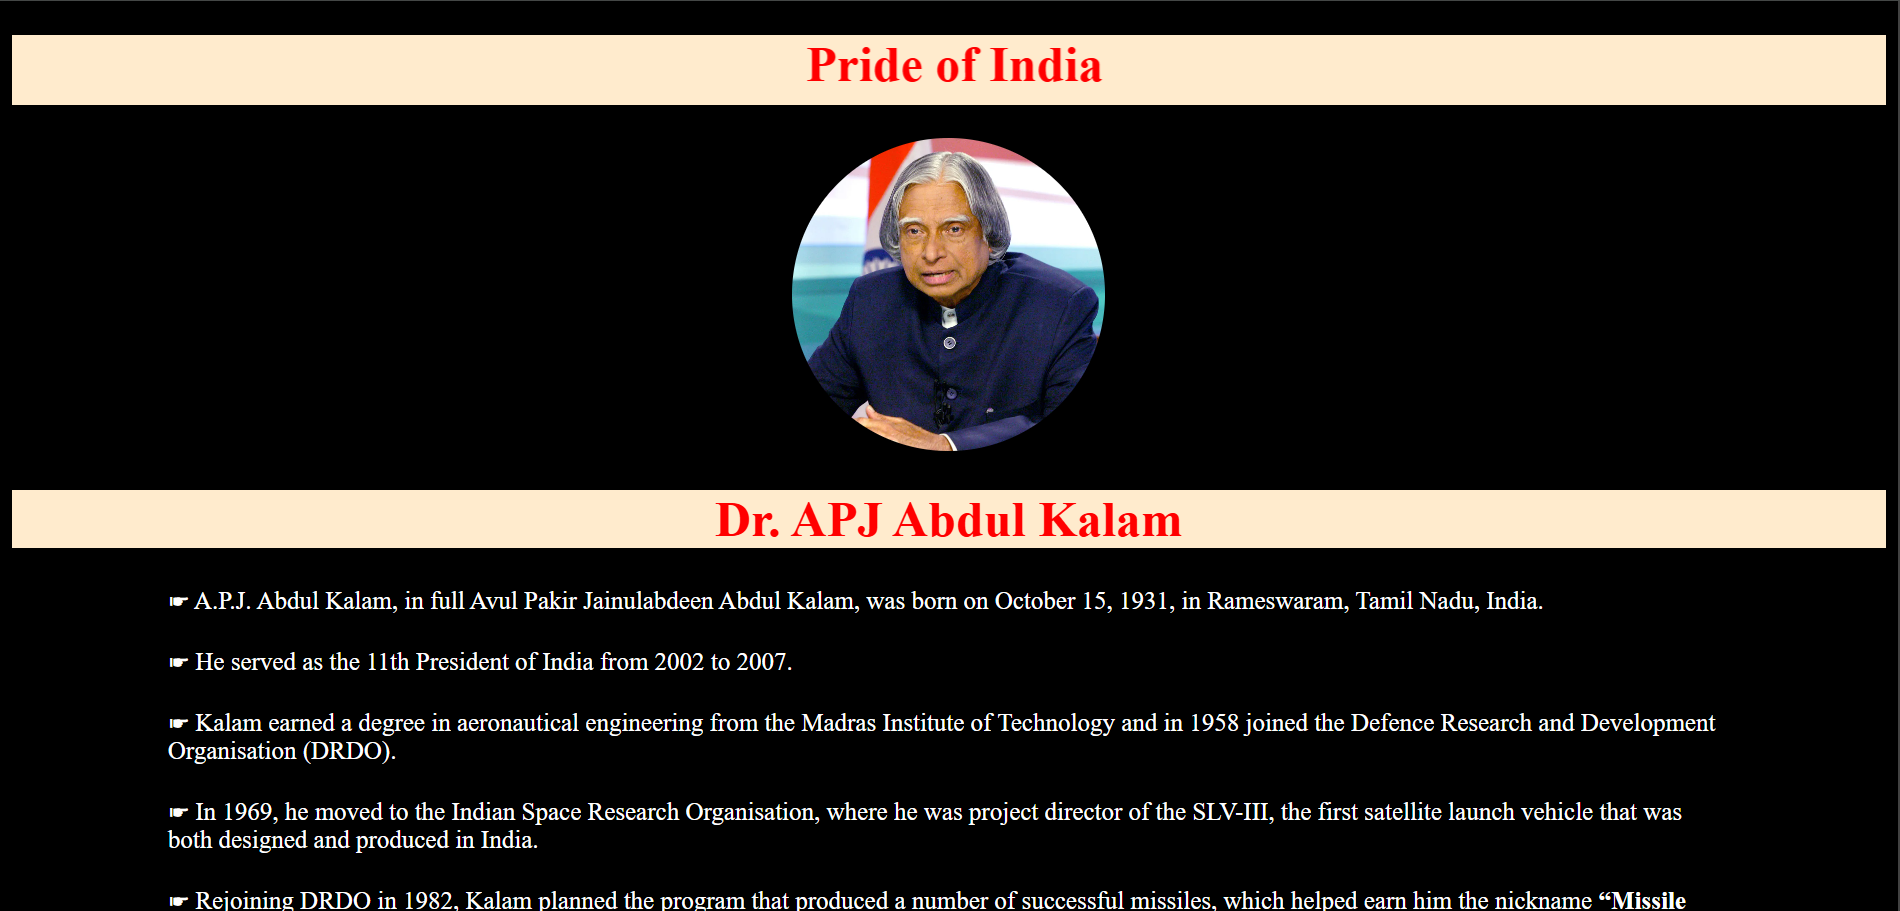 Pride of India
Dr. APJ Abdul Kalam
☛ A.P.J. Abdul Kalam, in full Avul Pakir Jainulabdeen Abdul Kalam, was born on October 15, 1931, in Rameswaram, Tamil Nadu, India.
☛ He served as the 11th President of India from 2002 to 2007.
☛ Kalam earned a degree in aeronautical engineering from the Madras Institute of Technology and in 1958 joined the Defence Research and Development
Organisation (DRDO).
☛ In 1969, he moved to the Indian Space Research Organisation, where he was project director of the SLV-III, the first satellite launch vehicle that was
both designed and produced in India.
☛ Rejoining DRDO in 1982, Kalam planned the program that produced a number of successful missiles, which helped earn him the nickname “Missile